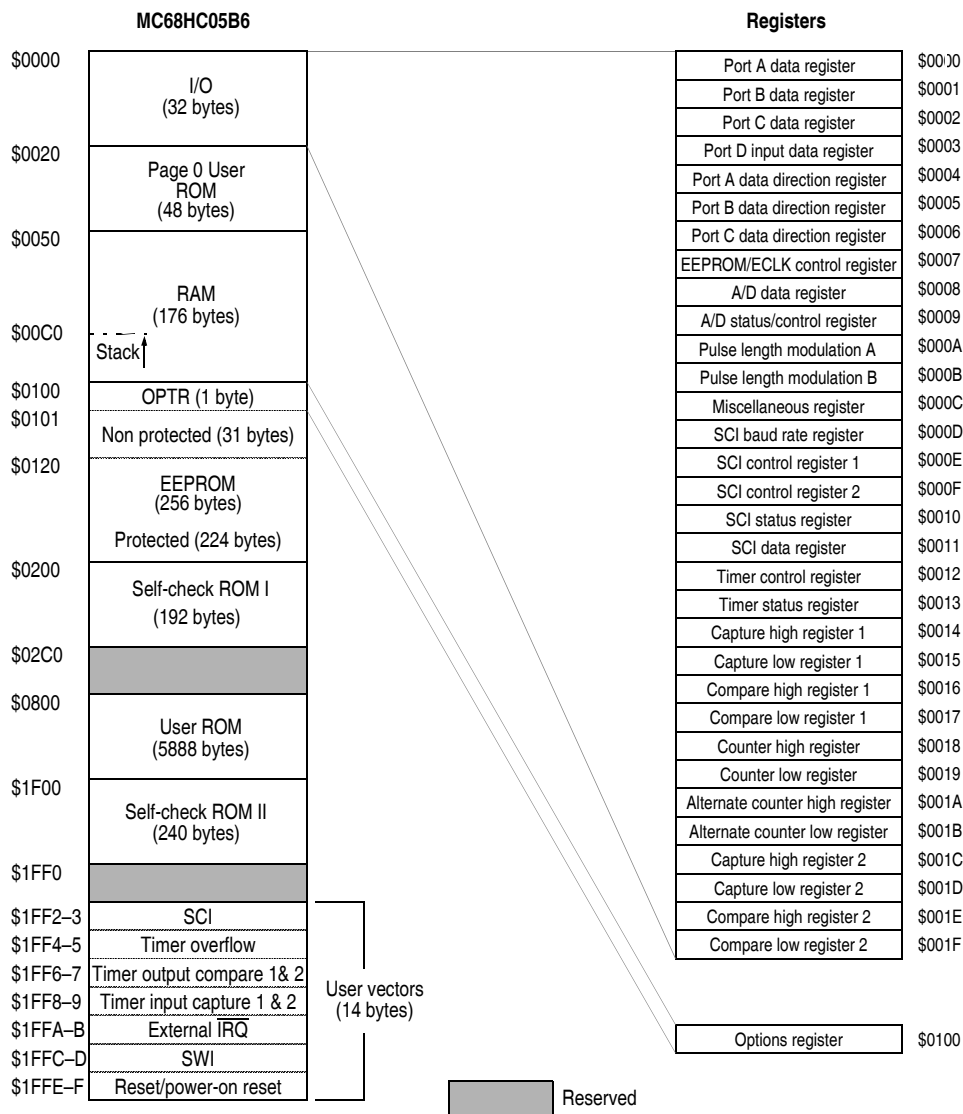 MC68HC05B6
Registers
$0000
I/O
(32 bytes)
$0020
Page 0 User
ROM
(48 bytes)
$0050
RAM
(176 bytes)
$00C0
Stack
$0100
OPTR (1 byte)
$0101
Non protected (31 bytes)
$0120
EEPROM
(256 bytes)
Protected (224 bytes)
$0200
Self-check ROM I
(192 bytes)
$02C0
$0800
User ROM
(5888 bytes)
$1F00
Self-check ROM II
(240 bytes)
$1FF0
$1FF2–3 SCI
$1FF4–5 Timer overflow
$1FF6–7 Timer output compare 1& 2
$1FF8–9 Timer input capture 1 & 2
$1FFA–B External IRQ
$1FFC–D SWI
$1FFE–F Reset/power-on reset
User vectors
(14 bytes)
Port A data register $0000
Port B data register $0001
Port C data register $0002
Port D input data register $0003
Port A data direction register $0004
Port B data direction register $0005
Port C data direction register $0006
EEPROM/ECLK control register $0007
A/D data register $0008
A/D status/control register $0009
Pulse length modulation A $000A
Pulse length modulation B $000B
Miscellaneous register $000C
SCI baud rate register $000D
SCI control register 1 $000E
SCI control register 2 $000F
SCI status register $0010
SCI data register $0011
Timer control register $0012
Timer status register $0013
Capture high register 1 $0014
Capture low register 1 $0015
Compare high register 1 $0016
Compare low register 1 $0017
Counter high register $0018
Counter low register $0019
Alternate counter high register $001A
Alternate counter low register $001B
Capture high register 2 $001C
Capture low register 2 $001D
Compare high register 2 $001E
Compare low register 2 $001F
Options register $0100
Reserved